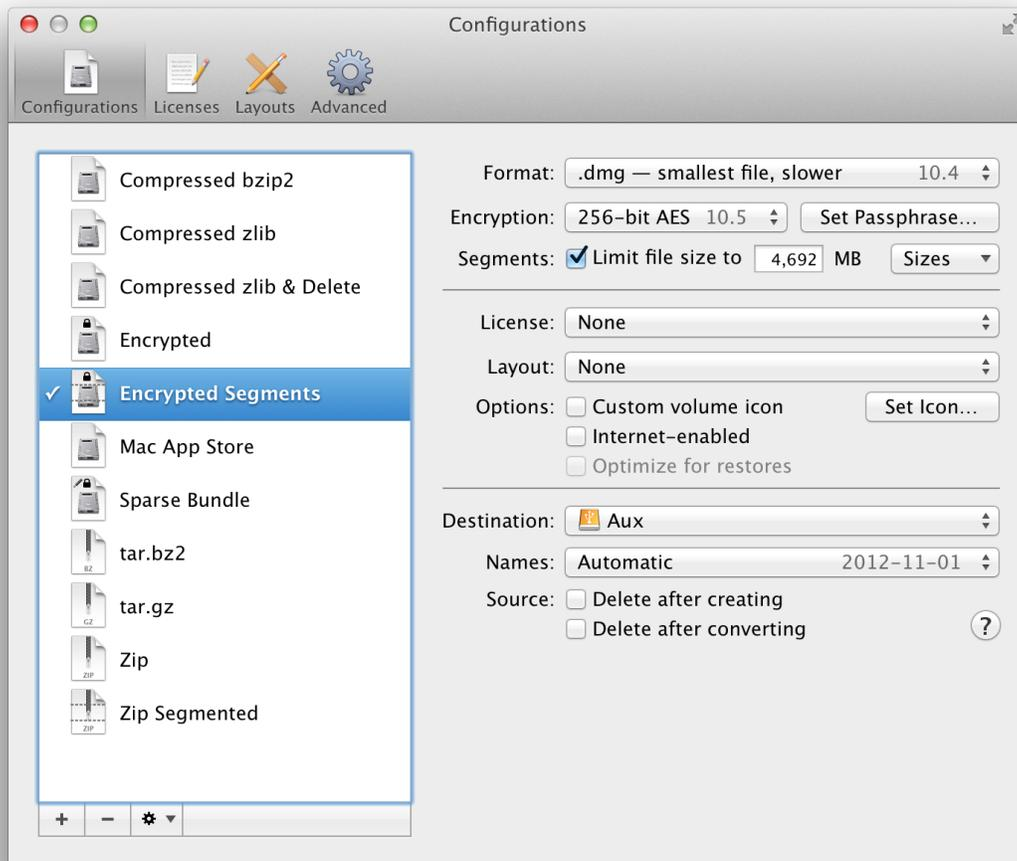 Configurations
Configurations Licenses Layouts Advanced
Compressed bzip2
Compressed zlib
Compressed zlib & Delete
Encrypted
✓ Encrypted Segments
Mac App Store
Sparse Bundle
BZ tar.bz2
GZ tar.gz
ZIP Zip
ZIP Zip Segmented
+ −
Format: .dmg — smallest file, slower 10.4
Encryption: 256-bit AES 10.5 Set Passphrase...
Segments: Limit file size to 4,692 MB Sizes
License: None
Layout: None
Options: Custom volume icon Set Icon...
Internet-enabled
Optimize for restores
Destination: Aux
Names: Automatic 2012-11-01
Source: Delete after creating
Delete after converting ?